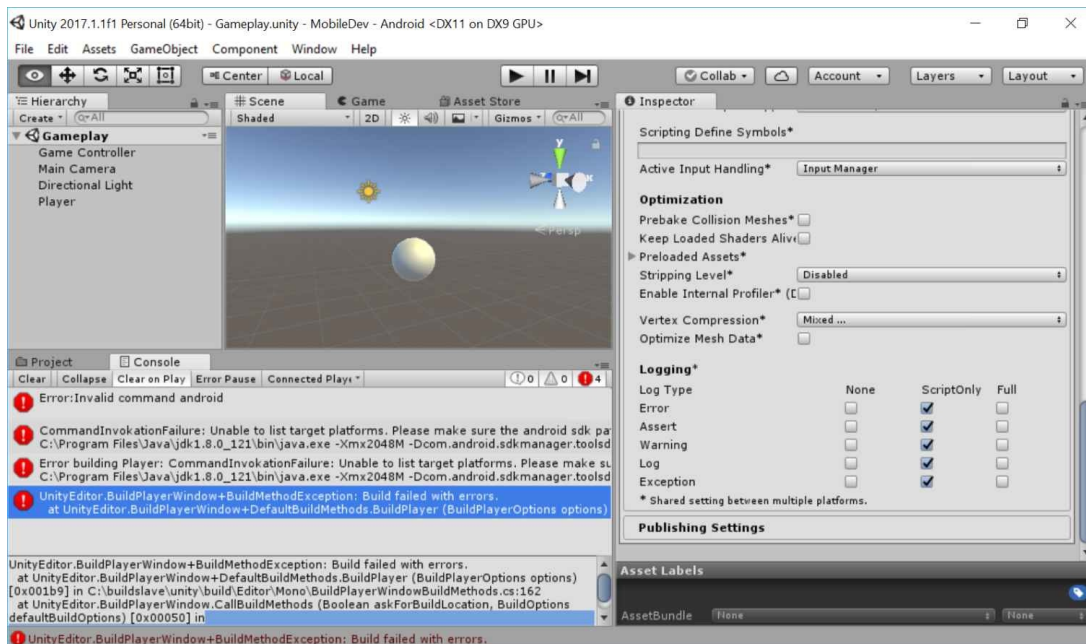 Unity 2017.1.1f1 Personal (64bit) - Gameplay.unity - MobileDev - Android <DX11 on DX9 GPU>
File Edit Assets GameObject Component Window Help
Center Local Collab Account Layers Layout
Hierarchy
Create All
Gameplay
Game Controller
Main Camera
Directional Light
Player
Scene Game Asset Store
Shaded 2D Gizmos All
y
x
Persp
Project Console
Clear Collapse Clear on Play Error Pause Connected Playe 0 0 4
Error:Invalid command android
CommandInvokationFailure: Unable to list target platforms. Please make sure the android sdk pa
C:\Program Files\Java\jdk1.8.0_121\bin\java.exe -Xmx2048M -Dcom.android.sdkmanager.toolsd
Error building Player: CommandInvokationFailure: Unable to list target platforms. Please make su
C:\Program Files\Java\jdk1.8.0_121\bin\java.exe -Xmx2048M -Dcom.android.sdkmanager.toolsd
UnityEditor.BuildPlayerWindow+BuildMethodException: Build failed with errors.
at UnityEditor.BuildPlayerWindow+DefaultBuildMethods.BuildPlayer (BuildPlayerOptions options)
UnityEditor.BuildPlayerWindow+BuildMethodException: Build failed with errors.
at UnityEditor.BuildPlayerWindow+DefaultBuildMethods.BuildPlayer (BuildPlayerOptions options)
[0x001b9] in C:\buildslave\unity\build\Editor\Mono\BuildPlayerWindowBuildMethods.cs:162
at UnityEditor.BuildPlayerWindow.CallBuildMethods (Boolean askForBuildLocation, BuildOptions
defaultBuildOptions) [0x00050] in
UnityEditor.BuildPlayerWindow+BuildMethodException: Build failed with errors.
Inspector
Scripting Define Symbols*
Active Input Handling* Input Manager
Optimization
Prebake Collision Meshes*
Keep Loaded Shaders Aliv
Preloaded Assets*
Stripping Level* Disabled
Enable Internal Profiler* (D
Vertex Compression* Mixed ...
Optimize Mesh Data*
Logging*
Log Type None ScriptOnly Full
Error
Assert
Warning
Log
Exception
* Shared setting between multiple platforms.
Publishing Settings
Asset Labels
AssetBundle None None